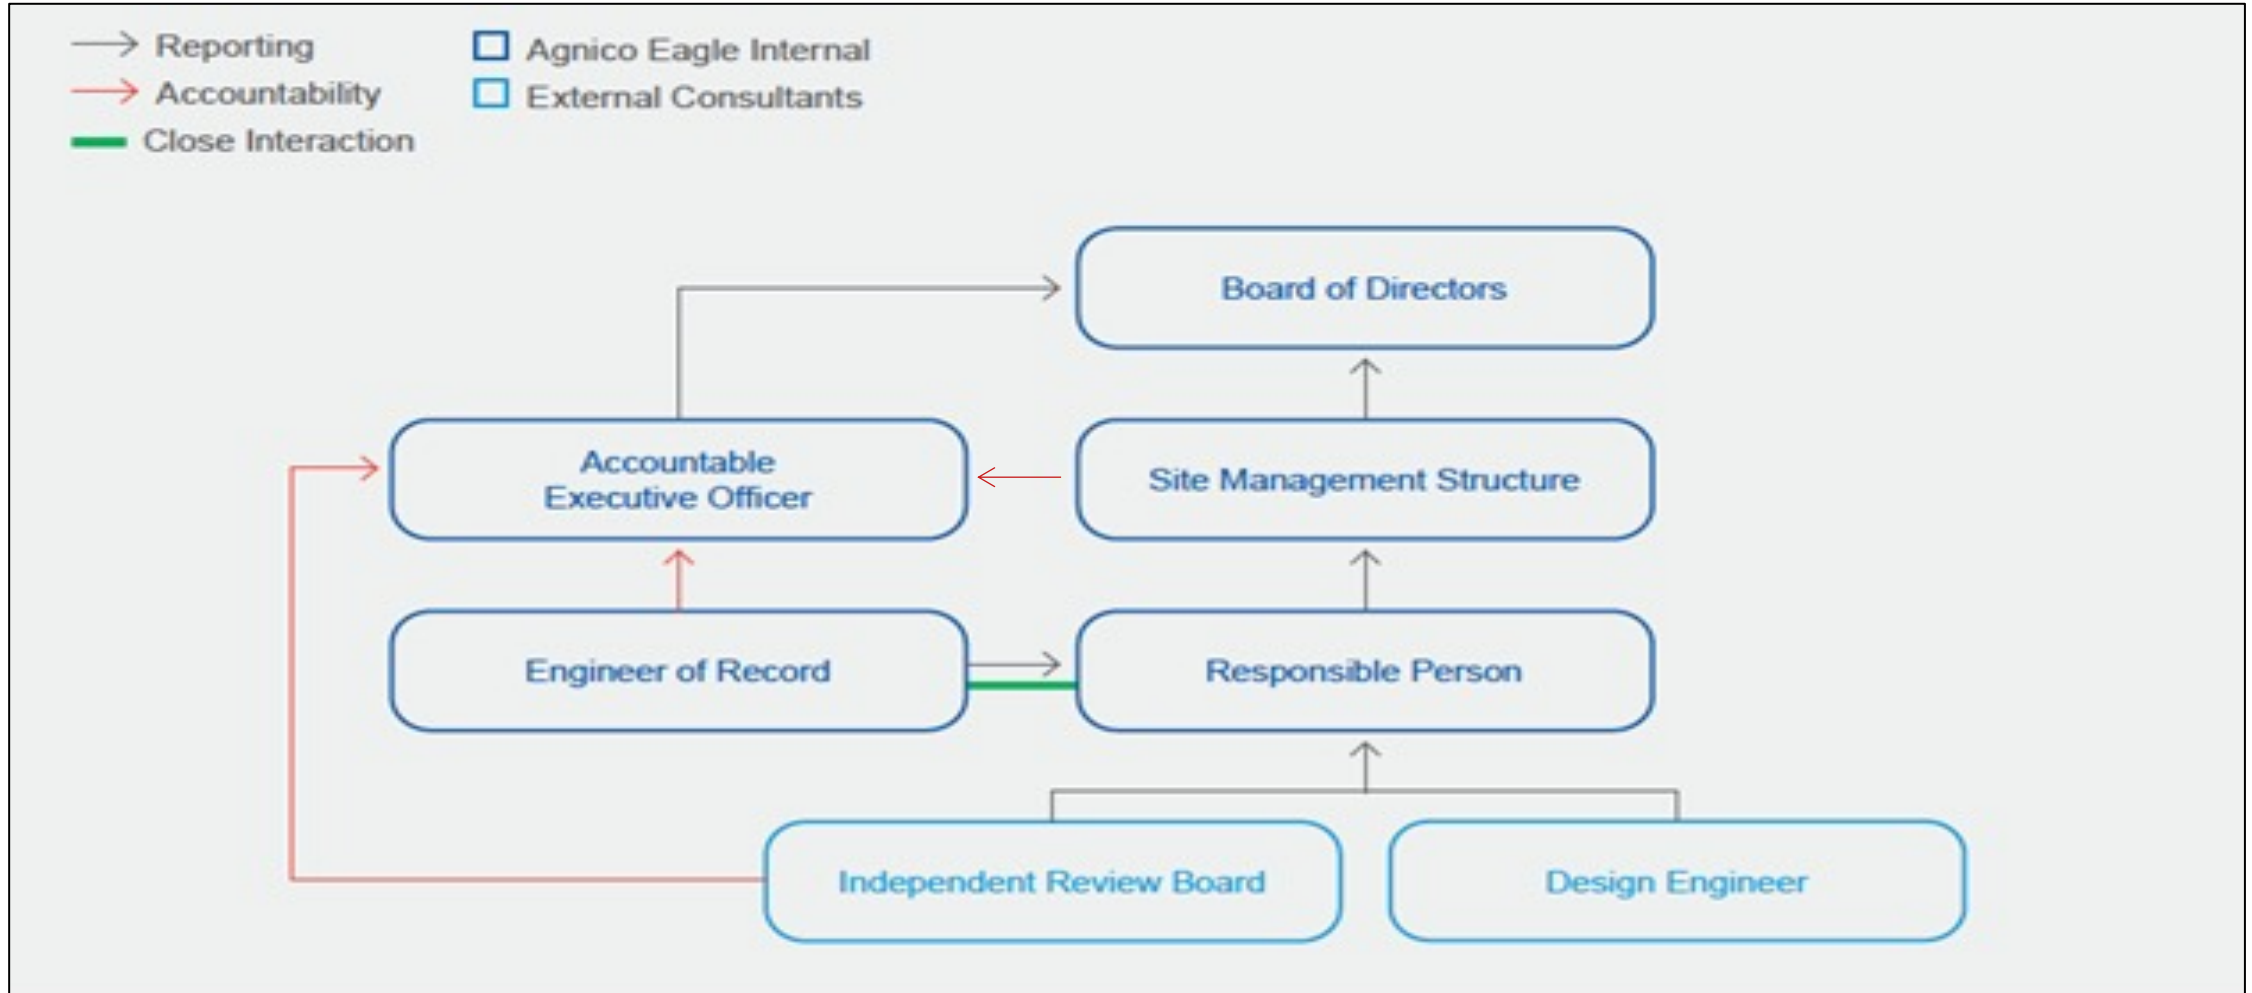 Reporting
Accountability
Close Interaction
Agnico Eagle Internal
External Consultants
Board of Directors
Accountable
Executive Officer
Site Management Structure
Engineer of Record
Responsible Person
Independent Review Board
Design Engineer